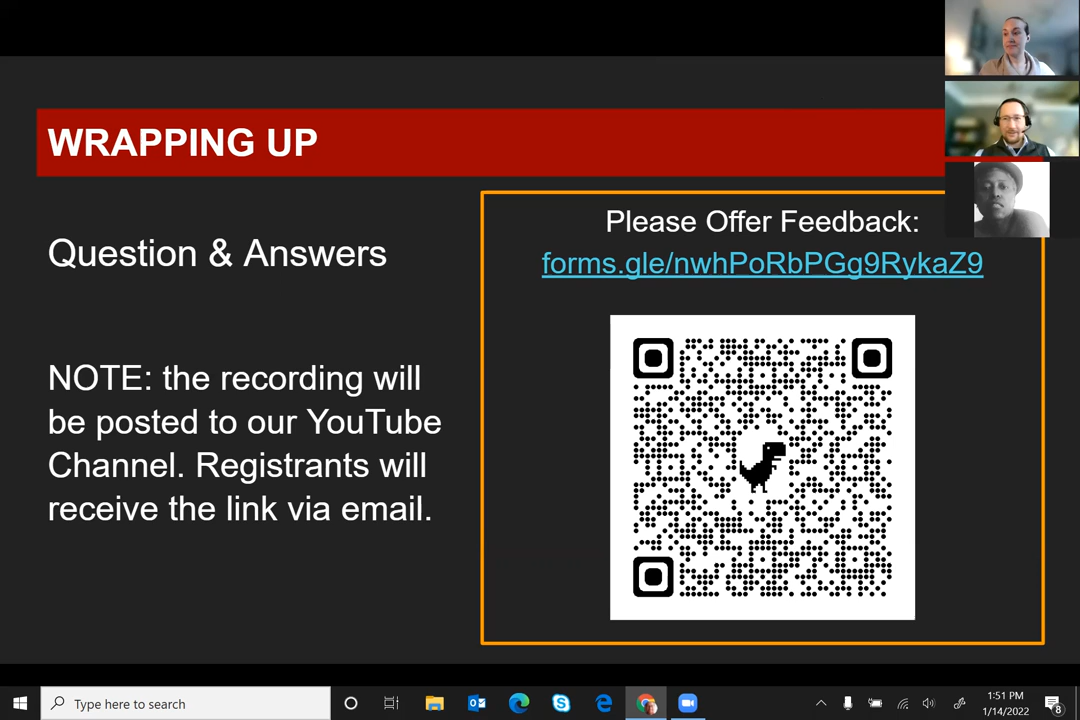 WRAPPING UP
Question & Answers
NOTE: the recording will
be posted to our YouTube
Channel. Registrants will
receive the link via email.
Please Offer Feedback:
forms.gle/nwhPoRbPGg9RykaZ9
Type here to search
1:51 PM
1/14/2022
8